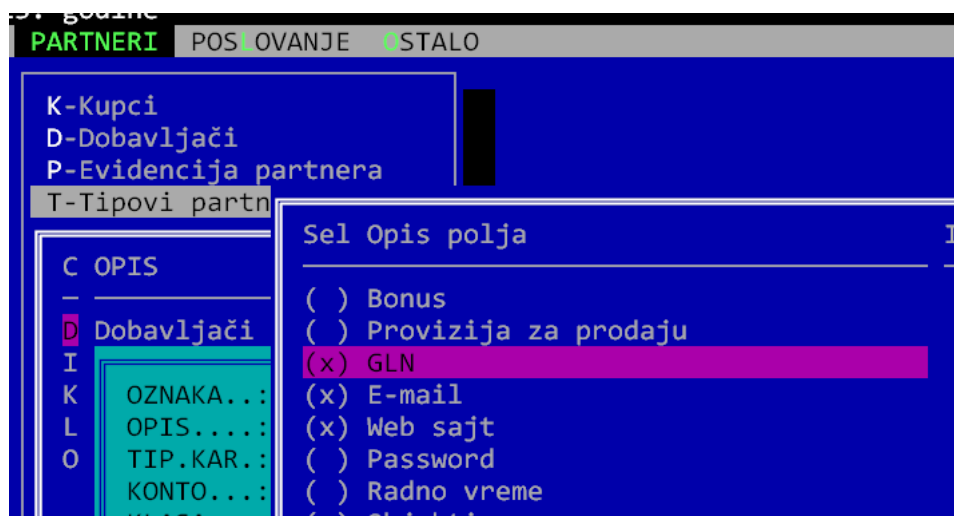 godine
PARTNERI POSLOVANJE OSTALO
K-Kupci
D-Dobavljači
P-Evidencija partnera
T-Tipovi partn
Sel Opis polja I
C OPIS
( ) Bonus
D Dobavljači ( ) Provizija za prodaju
I (x) GLN
K OZNAKA..: (x) E-mail
L OPIS....: (x) Web sajt
O TIP.KAR.: ( ) Password
KONTO...: ( ) Radno vreme